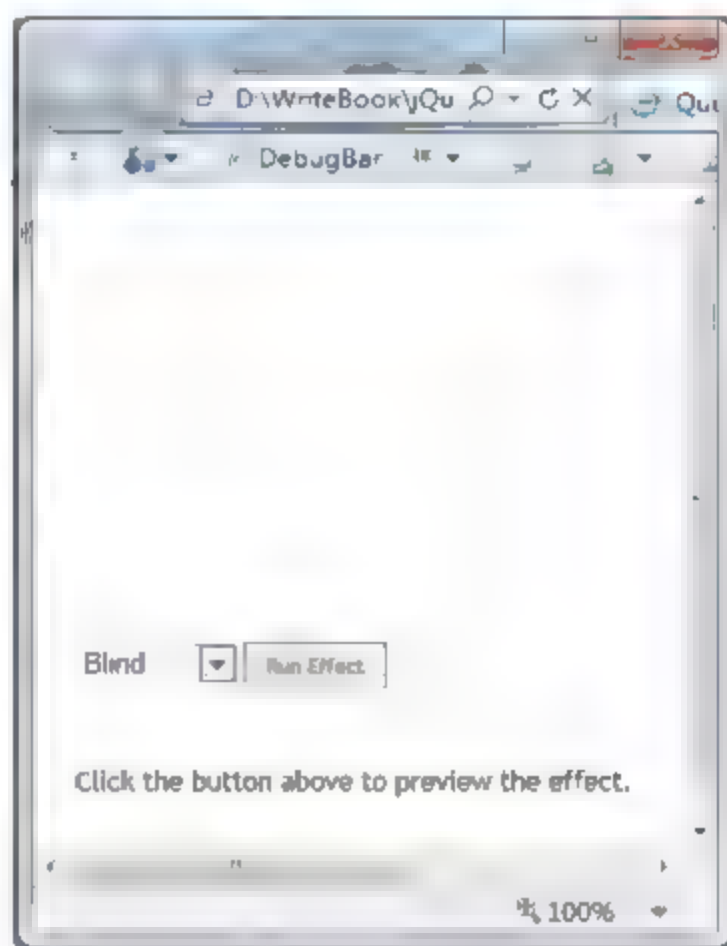 D:\WriteBook\jQu
DebugBar
Blind
Run Effect
Click the button above to preview the effect.
100%